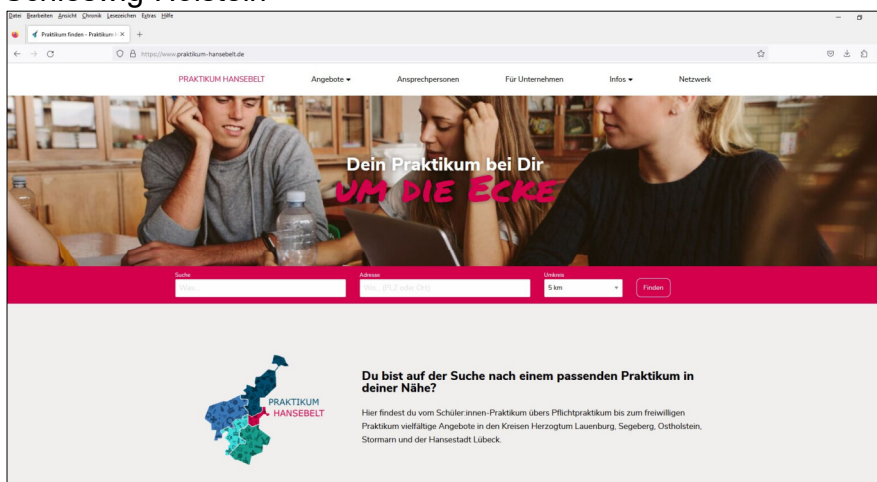 Schleswig-Holstein
Datei Bearbeiten Ansicht Chronik Lesezeichen Extras Hilfe
Praktikum finden - Praktikum
https://www.praktikum-hansebelt.de
PRAKTIKUM HANSEBELT Angebote Ansprechpersonen Für Unternehmen Infos Netzwerk
Dein Praktikum bei Dir
um die Ecke
Suche Adresse Umkreis
Was... Wo... (PLZ oder Ort) 5 km Finden
PRAKTIKUM
HANSEBELT
Du bist auf der Suche nach einem passenden Praktikum in
deiner Nähe?
Hier findest du vom Schüler:innen-Praktikum übers Pflichtpraktikum bis zum freiwilligen
Praktikum vielfältige Angebote in den Kreisen Herzogtum Lauenburg, Segeberg, Ostholstein,
Stormarn und der Hansestadt Lübeck.